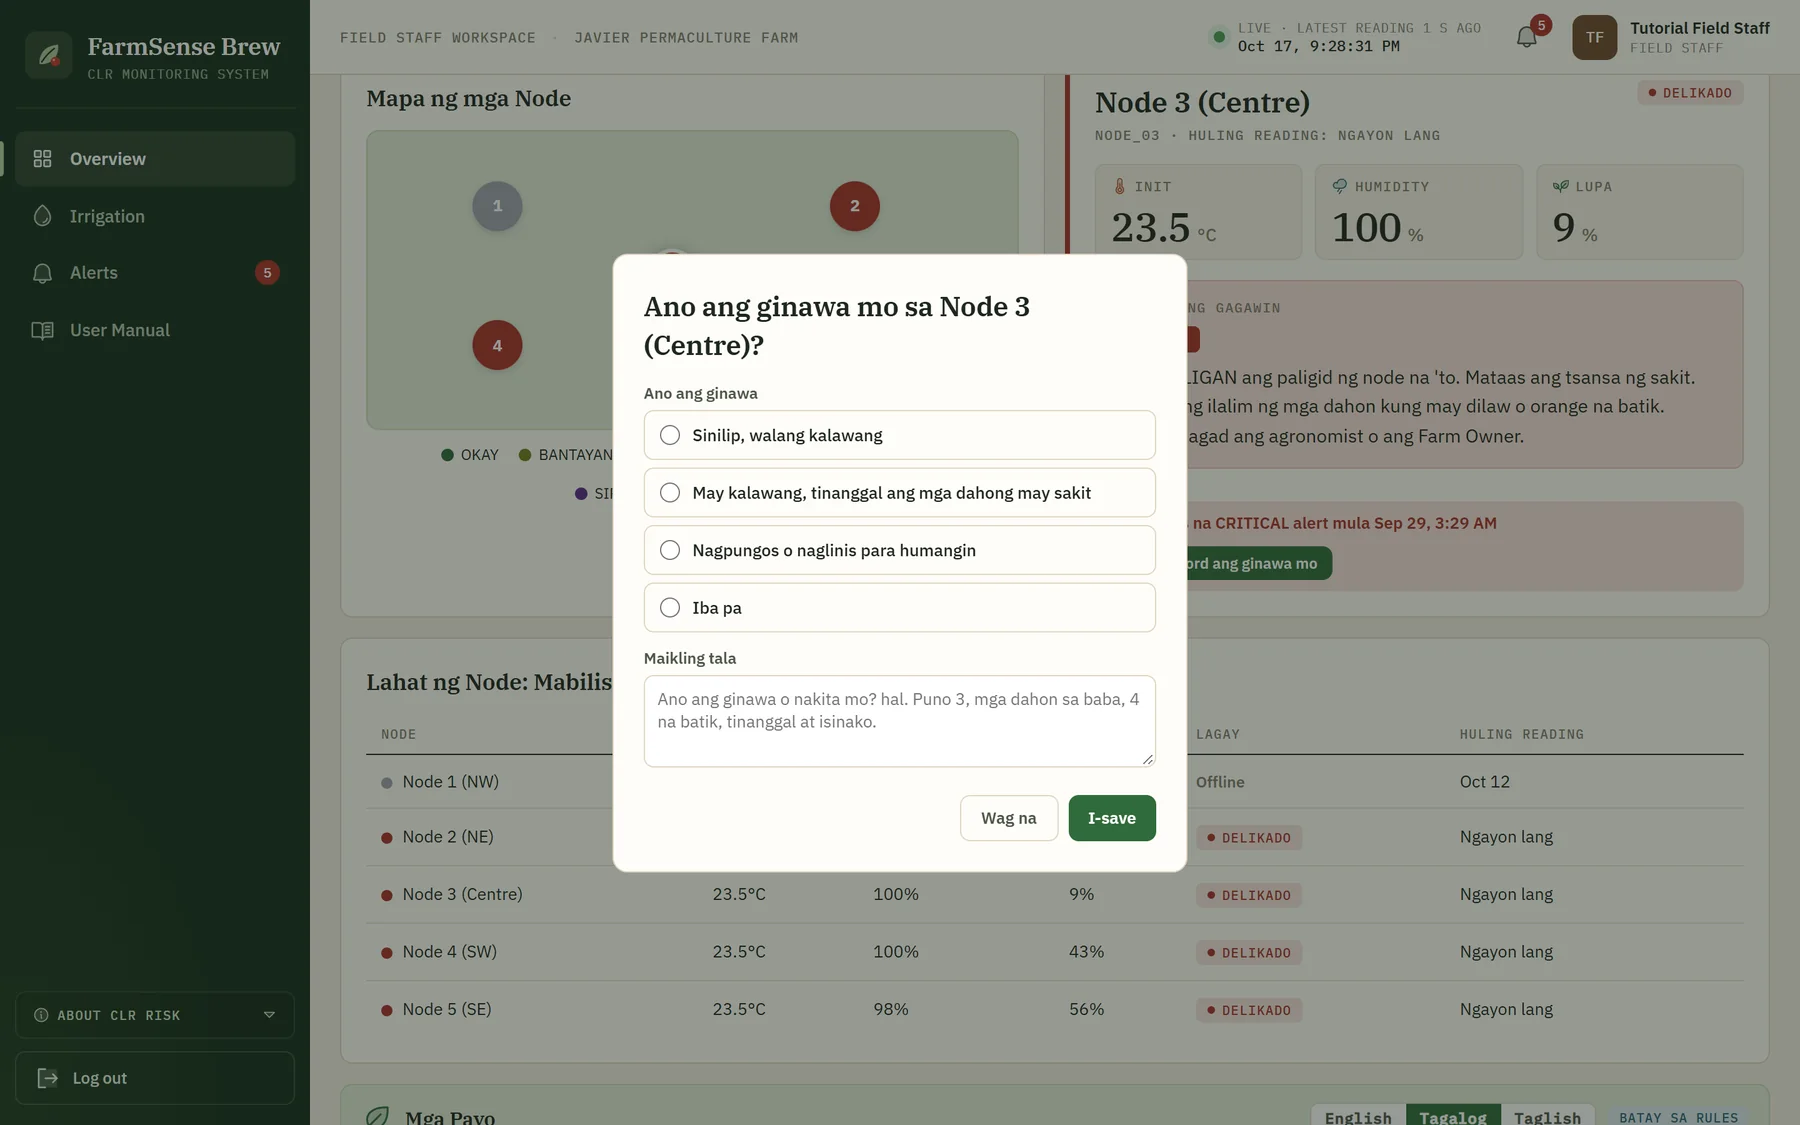 FarmSense Brew
CLR MONITORING SYSTEM
Overview
Irrigation
Alerts
5
User Manual
ABOUT CLR RISK
Log out
FIELD STAFF WORKSPACE · JAVIER PERMACULTURE FARM
LIVE · LATEST READING 1 S AGO
Oct 17, 9:28:31 PM
5
TF
Tutorial Field Staff
FIELD STAFF
Mapa ng mga Node
1
2
4
OKAY
BANTAYAN
Node 3 (Centre)
DELIKADO
NODE_03 · HULING READING: NGAYON LANG
INIT
23.5 °C
HUMIDITY
100 %
LUPA
9 %
NG GAGAWIN
LIGAN ang paligid ng node na 'to. Mataas ang tsansa ng sakit.
ng ilalim ng mga dahon kung may dilaw o orange na batik.
agad ang agronomist o ang Farm Owner.
na CRITICAL alert mula Sep 29, 3:29 AM
ord ang ginawa mo
Ano ang ginawa mo sa Node 3
(Centre)?
Ano ang ginawa
Sinilip, walang kalawang
May kalawang, tinanggal ang mga dahong may sakit
Nagpungos o naglinis para humangin
Iba pa
Maikling tala
Ano ang ginawa o nakita mo? hal. Puno 3, mga dahon sa baba, 4
na batik, tinanggal at isinako.
Wag na
I-save
Lahat ng Node: Mabilis
NODE
LAGAY
HULING READING
Node 1 (NW)
Offline
Oct 12
Node 2 (NE)
DELIKADO
Ngayon lang
Node 3 (Centre)
23.5°C
100%
9%
DELIKADO
Ngayon lang
Node 4 (SW)
23.5°C
100%
43%
DELIKADO
Ngayon lang
Node 5 (SE)
23.5°C
98%
56%
DELIKADO
Ngayon lang
Mga Payo
English
Tagalog
Taglish
BATAY SA RULES